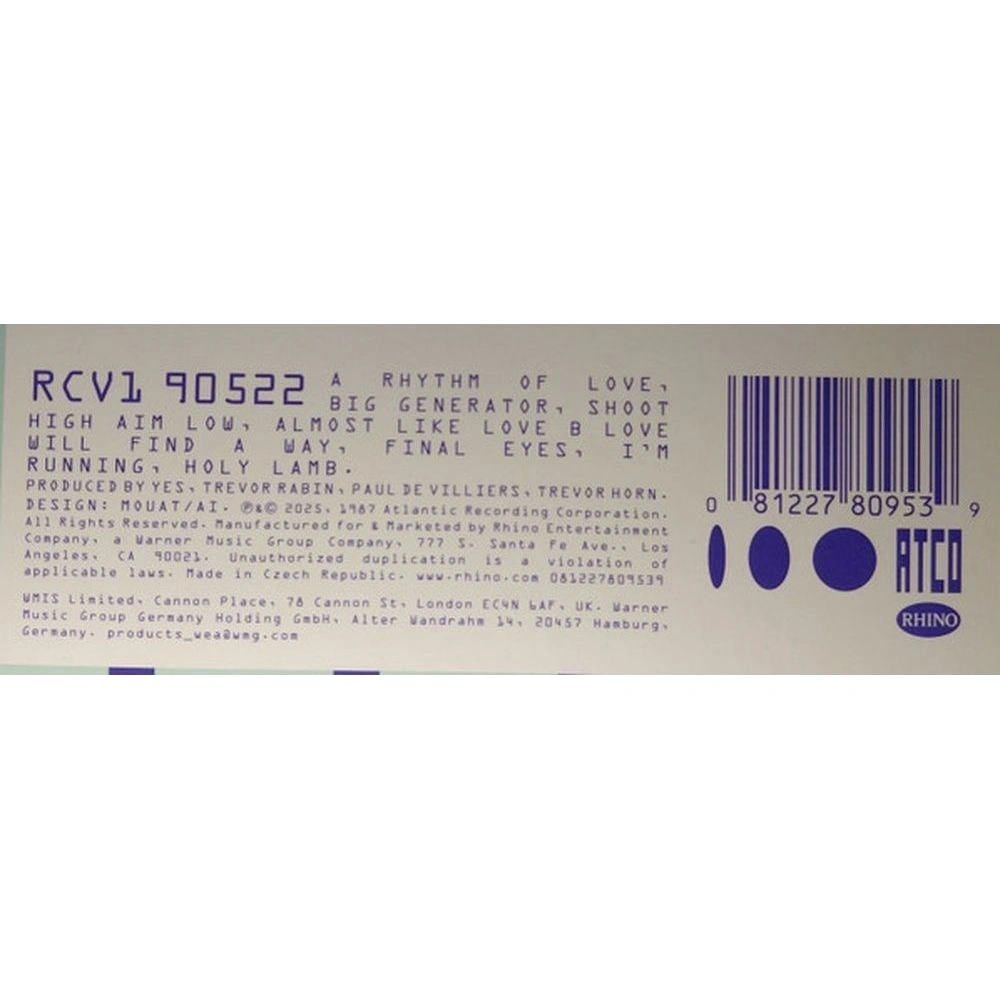 RCV1 90522 A RHYTHM OF LOVE,
BIG GENERATOR, SHOOT
HIGH AIM LOW, ALMOST LIKE LOVE B LOVE
WILL FIND A WAY, FINAL EYES, I'M
RUNNING, HOLY LAMB.
PRODUCED BY YES, TREVOR RABIN, PAUL DE VILLIERS, TREVOR HORN.
DESIGN: MOUAT/AI. ℗&© 2025, 1987 Atlantic Recording Corporation.
All Rights Reserved. Manufactured for & Marketed by Rhino Entertainment
Company, a Warner Music Group Company, 777 S. Santa Fe Ave., Los
Angeles, CA 90021. Unauthorized duplication is a violation of
applicable laws. Made in Czech Republic. www.rhino.com 081227809539
WMIS Limited, Cannon Place, 78 Cannon St, London EC4N 6AF, UK. Warner
Music Group Germany Holding GmbH, Alter Wandrahm 14, 20457 Hamburg,
Germany. products_wea@wmg.com
0 81227 80953 9
ATCO
RHINO